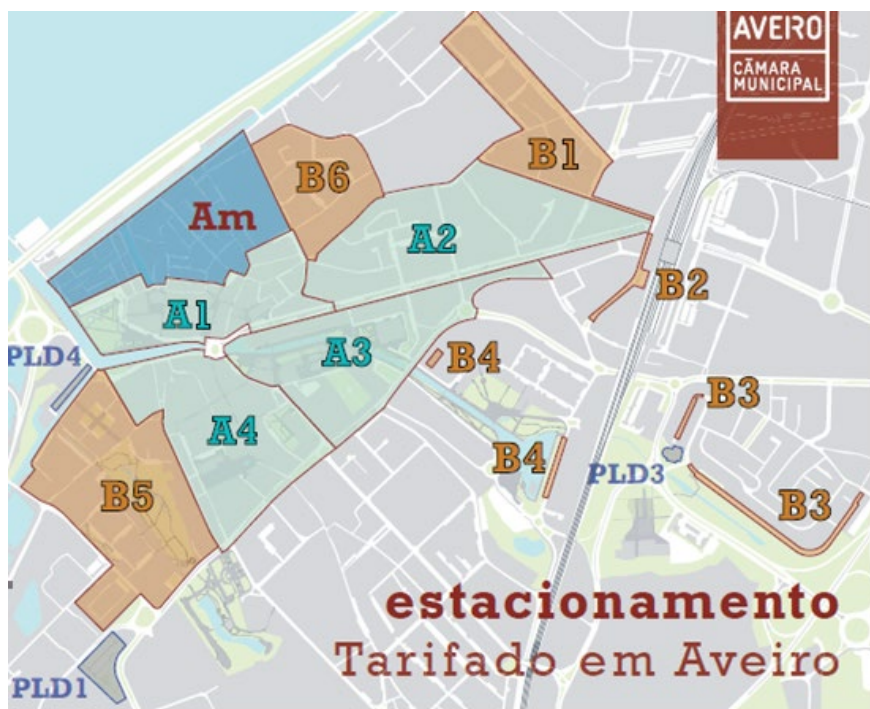 AVEIRO
CÂMARA
MUNICIPAL
B1
B6
Am
A2
B2
A1
A3
PLD4
B4
B3
A4
B4
PLD3
B5
B3
estacionamento
Tarifado em Aveiro
PLD1